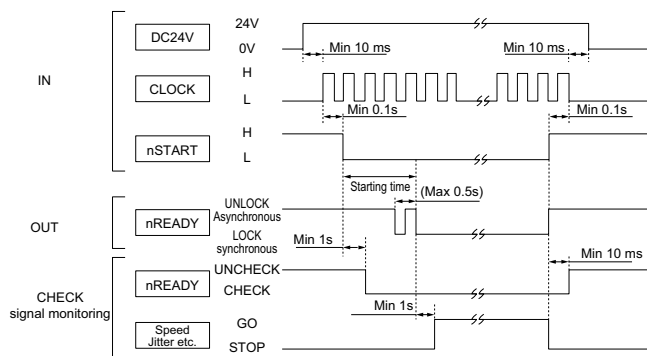 24V
DC24V
0V
Min 10 ms
Min 10 ms
IN
H
CLOCK
L
Min 0.1s
Min 0.1s
H
nSTART
L
Starting time
(Max 0.5s)
UNLOCK
Asynchronous
OUT
nREADY
LOCK
synchronous
Min 1s
Min 10 ms
UNCHECK
nREADY
CHECK
CHECK
signal monitoring
Min 1s
GO
Speed
Jitter etc.
STOP